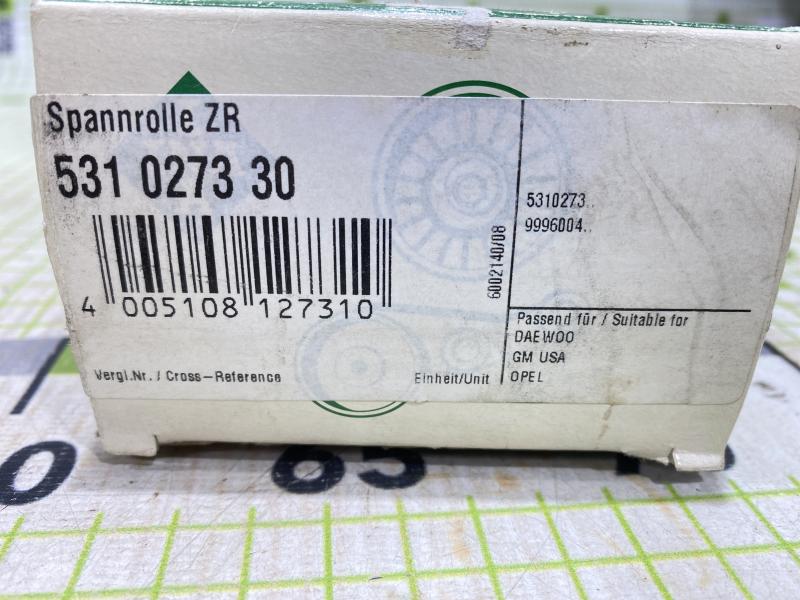 Spannrolle ZR
531 0273 30
4 005108 127310
Vergl.Nr. / Cross-Reference
Einheit/Unit
6002140/08
5310273..
9996004..
Passend für / Suitable for
DAEWOO
GM USA
OPEL
65